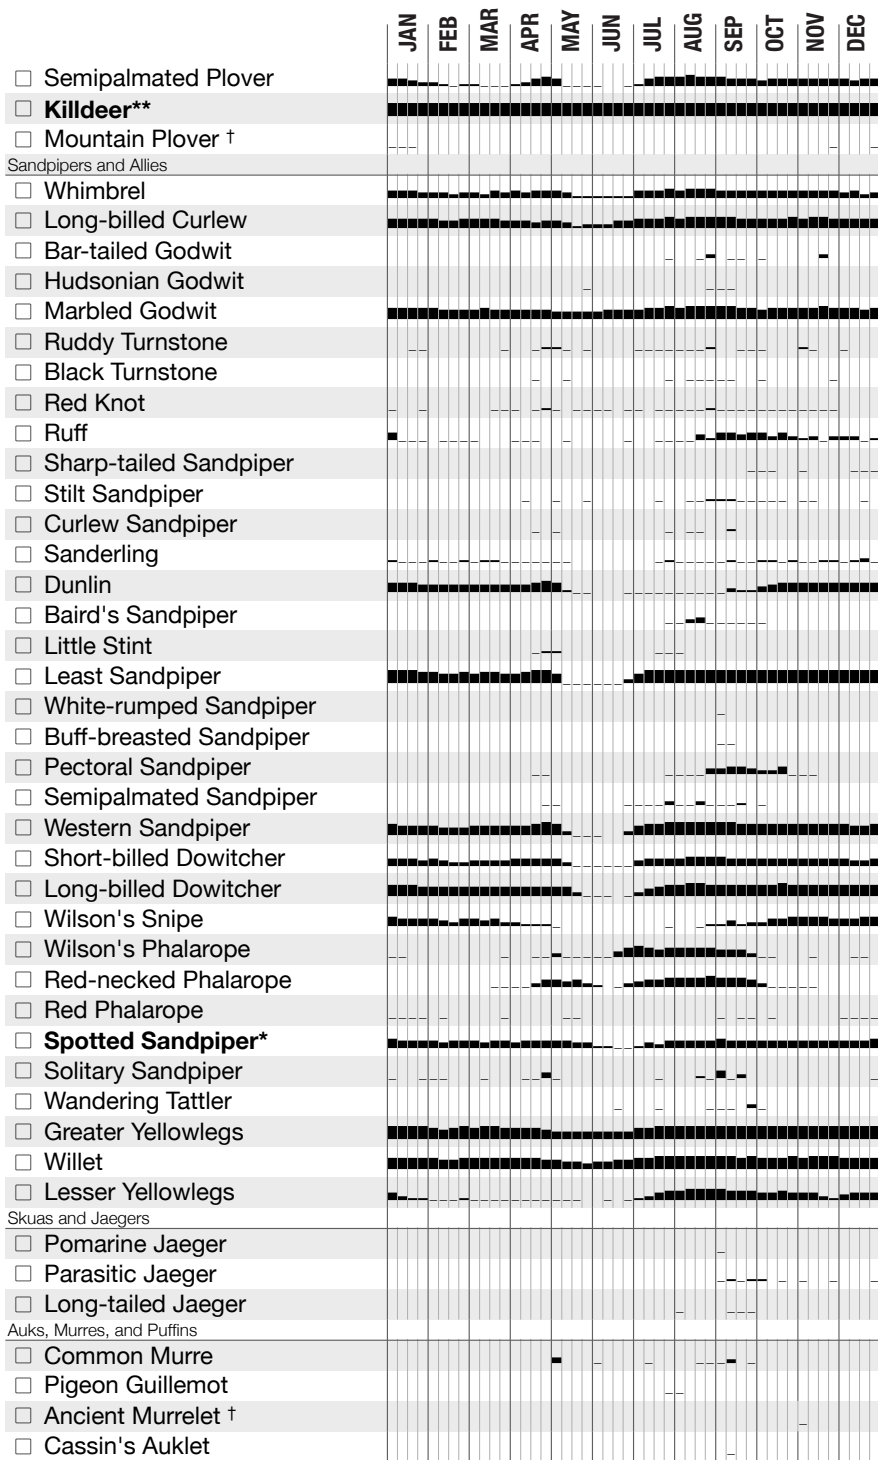 JAN FEB MAR APR MAY JUN JUL AUG SEP OCT NOV DEC
Semipalmated Plover
Killdeer**
Mountain Plover †
Sandpipers and Allies
Whimbrel
Long-billed Curlew
Bar-tailed Godwit
Hudsonian Godwit
Marbled Godwit
Ruddy Turnstone
Black Turnstone
Red Knot
Ruff
Sharp-tailed Sandpiper
Stilt Sandpiper
Curlew Sandpiper
Sanderling
Dunlin
Baird's Sandpiper
Little Stint
Least Sandpiper
White-rumped Sandpiper
Buff-breasted Sandpiper
Pectoral Sandpiper
Semipalmated Sandpiper
Western Sandpiper
Short-billed Dowitcher
Long-billed Dowitcher
Wilson's Snipe
Wilson's Phalarope
Red-necked Phalarope
Red Phalarope
Spotted Sandpiper*
Solitary Sandpiper
Wandering Tattler
Greater Yellowlegs
Willet
Lesser Yellowlegs
Skuas and Jaegers
Pomarine Jaeger
Parasitic Jaeger
Long-tailed Jaeger
Auks, Murres, and Puffins
Common Murre
Pigeon Guillemot
Ancient Murrelet †
Cassin's Auklet